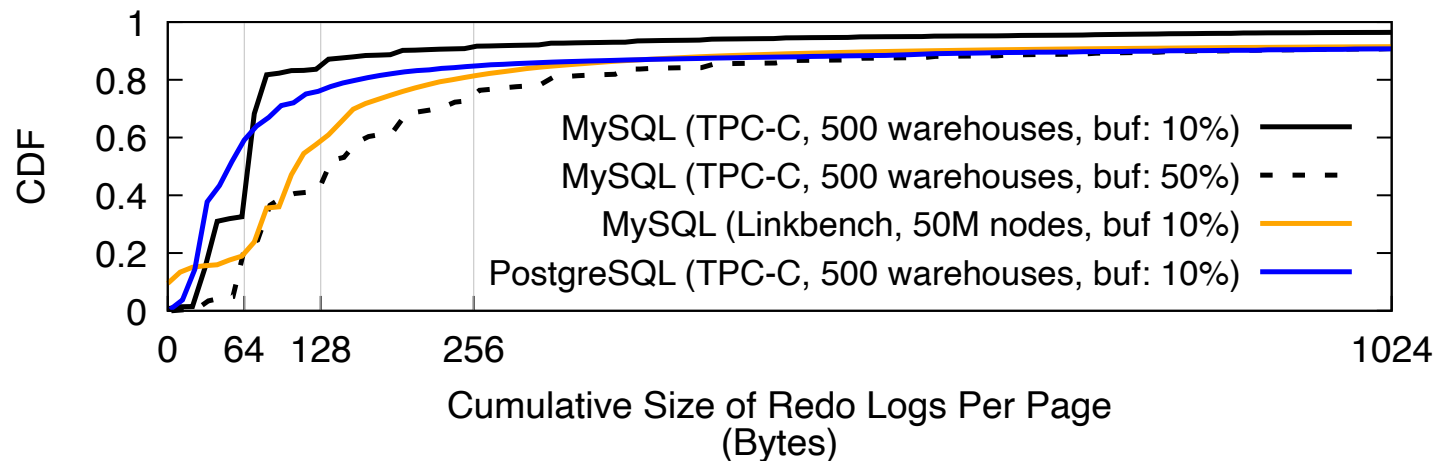 1
0.8
0.6
0.4
0.2
0
CDF
MySQL (TPC-C, 500 warehouses, buf: 10%)
MySQL (TPC-C, 500 warehouses, buf: 50%)
MySQL (Linkbench, 50M nodes, buf 10%)
PostgreSQL (TPC-C, 500 warehouses, buf: 10%)
0 64 128 256 1024
Cumulative Size of Redo Logs Per Page
(Bytes)